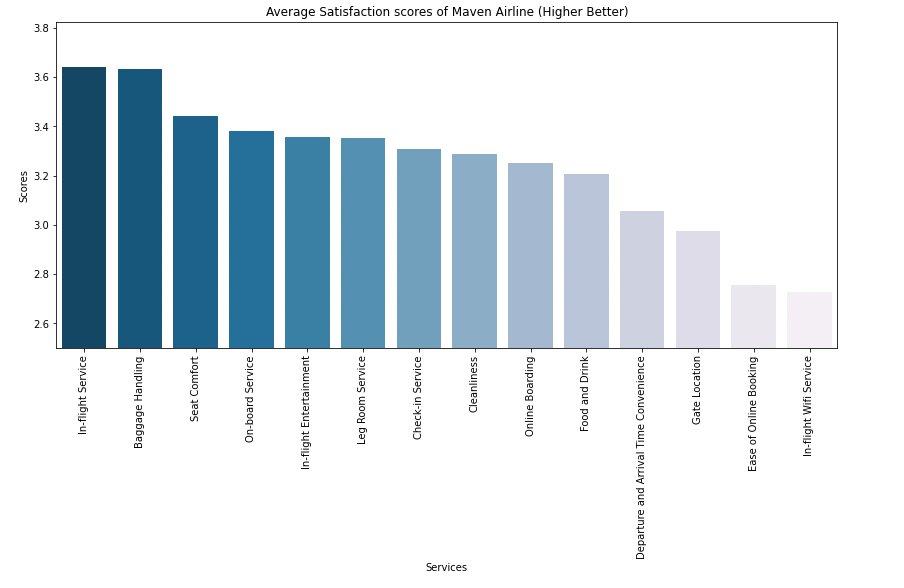 Average Satisfaction scores of Maven Airline (Higher Better)
Scores
3.8
3.6
3.4
3.2
3.0
2.8
2.6
In-flight Service
Baggage Handling
Seat Comfort
On-board Service
In-flight Entertainment
Leg Room Service
Check-in Service
Cleanliness
Online Boarding
Food and Drink
Departure and Arrival Time Convenience
Gate Location
Ease of Online Booking
In-flight Wifi Service
Services